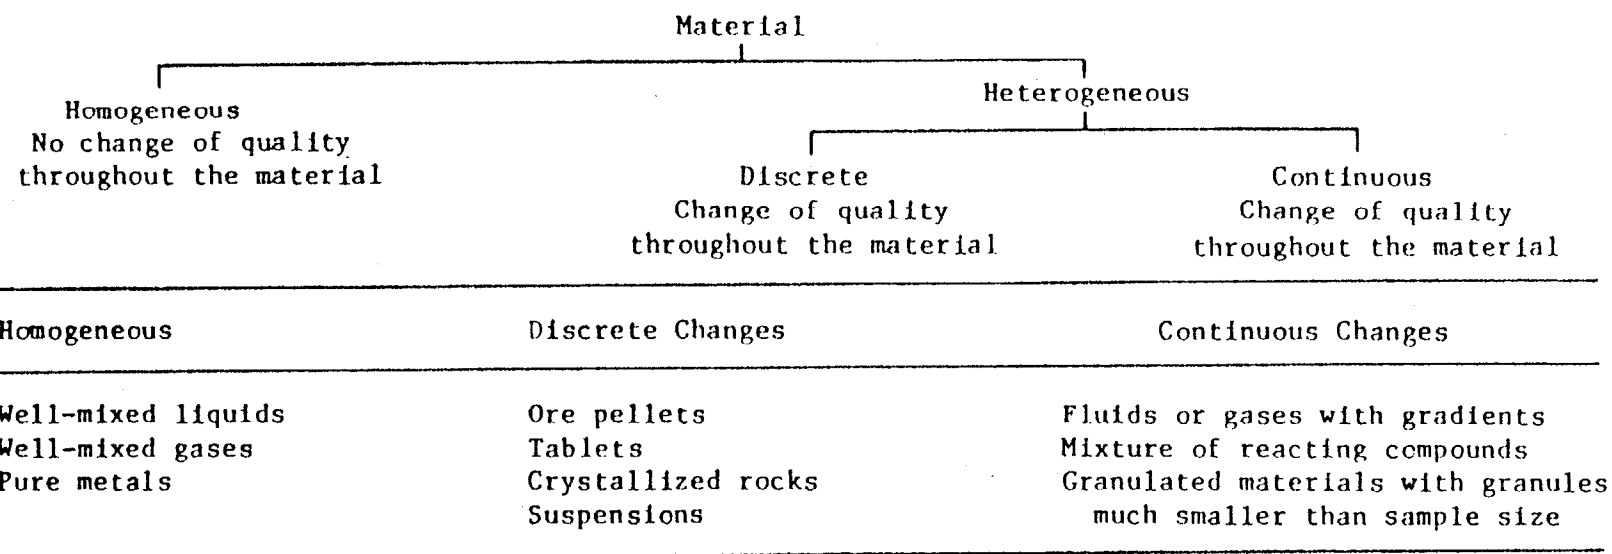 Material
Homogeneous
No change of quality
throughout the material
Heterogeneous
Discrete
Change of quality
throughout the material
Continuous
Change of quality
throughout the material
Homogeneous Discrete Changes Continuous Changes
Well-mixed liquids Ore pellets Fluids or gases with gradients
Well-mixed gases Tablets Mixture of reacting compounds
Pure metals Crystallized rocks Granulated materials with granules
Suspensions much smaller than sample size